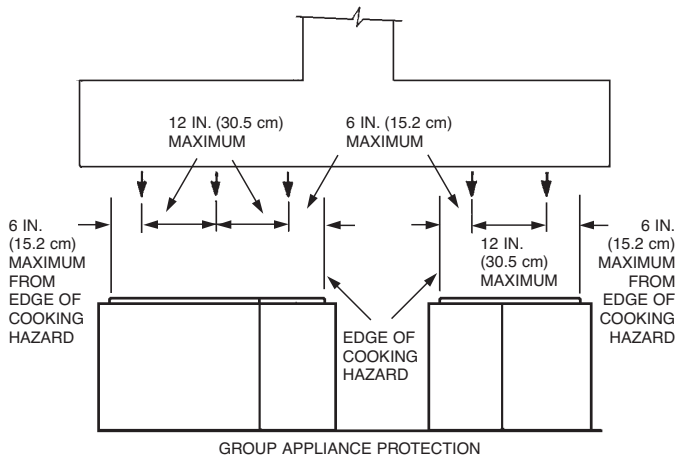 12 IN. (30.5 cm)
MAXIMUM
6 IN. (15.2 cm)
MAXIMUM
6 IN.
(15.2 cm)
MAXIMUM
FROM
EDGE OF
COOKING
HAZARD
12 IN.
(30.5 cm)
MAXIMUM
6 IN.
(15.2 cm)
MAXIMUM
FROM
EDGE OF
COOKING
HAZARD
EDGE OF
COOKING
HAZARD
GROUP APPLIANCE PROTECTION